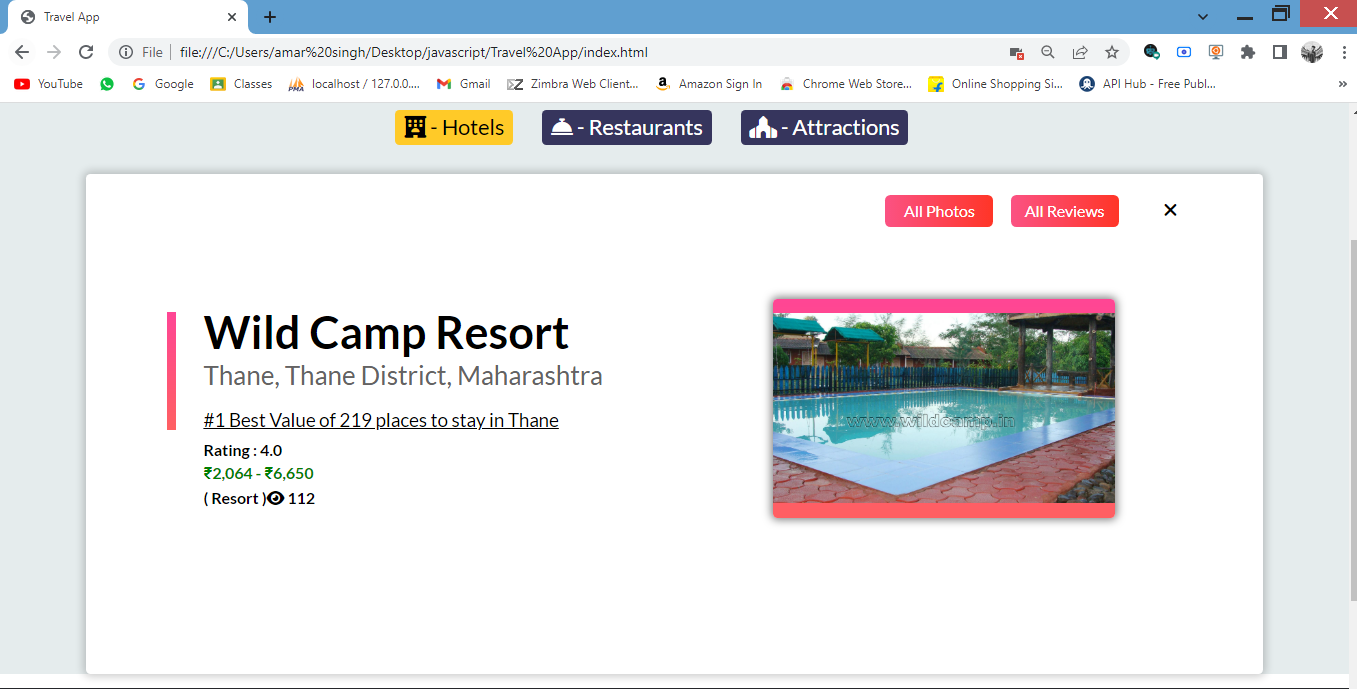 Travel App
File file:///C:/Users/amar%20singh/Desktop/javascript/Travel%20App/index.html
YouTube Google Classes localhost / 127.0.0.... Gmail Zimbra Web Client... Amazon Sign In Chrome Web Store... Online Shopping Si... API Hub - Free Publ... »
- Hotels - Restaurants - Attractions
All Photos All Reviews
Wild Camp Resort
Thane, Thane District, Maharashtra
#1 Best Value of 219 places to stay in Thane
Rating : 4.0
₹2,064 - ₹6,650
( Resort ) 112
www.wildcamp.in